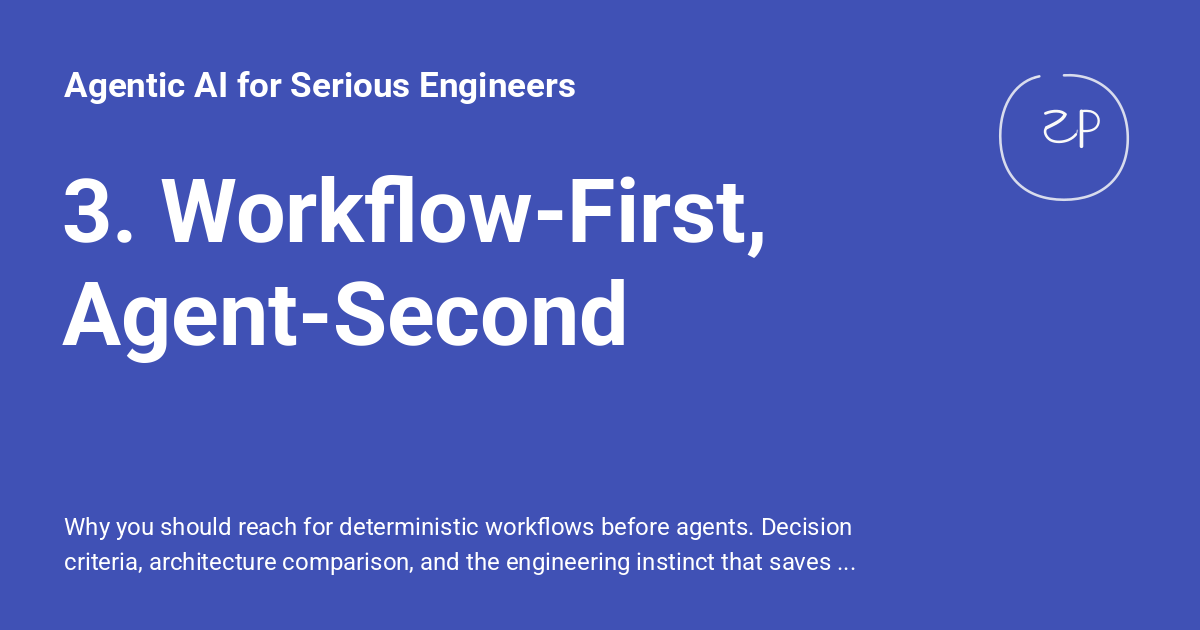 Agentic AI for Serious Engineers
SP
3. Workflow-First,
Agent-Second
Why you should reach for deterministic workflows before agents. Decision
criteria, architecture comparison, and the engineering instinct that saves ...